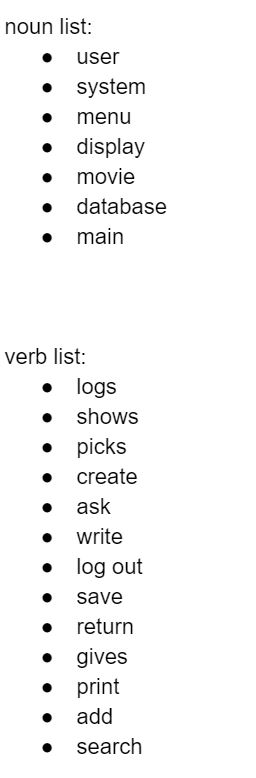 noun list:
● user
● system
● menu
● display
● movie
● database
● main
verb list:
● logs
● shows
● picks
● create
● ask
● write
● log out
● save
● return
● gives
● print
● add
● search